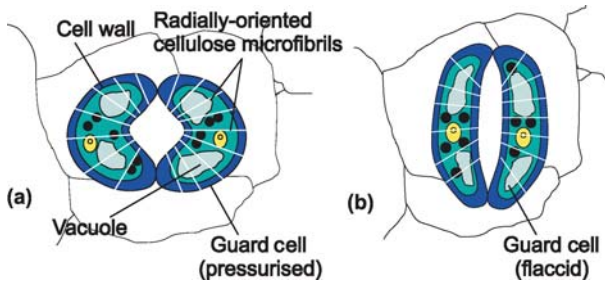 Cell wall
Radially-oriented
cellulose microfibrils
(a)
Vacuole
Guard cell
(pressurised)
(b)
Guard cell
(flaccid)